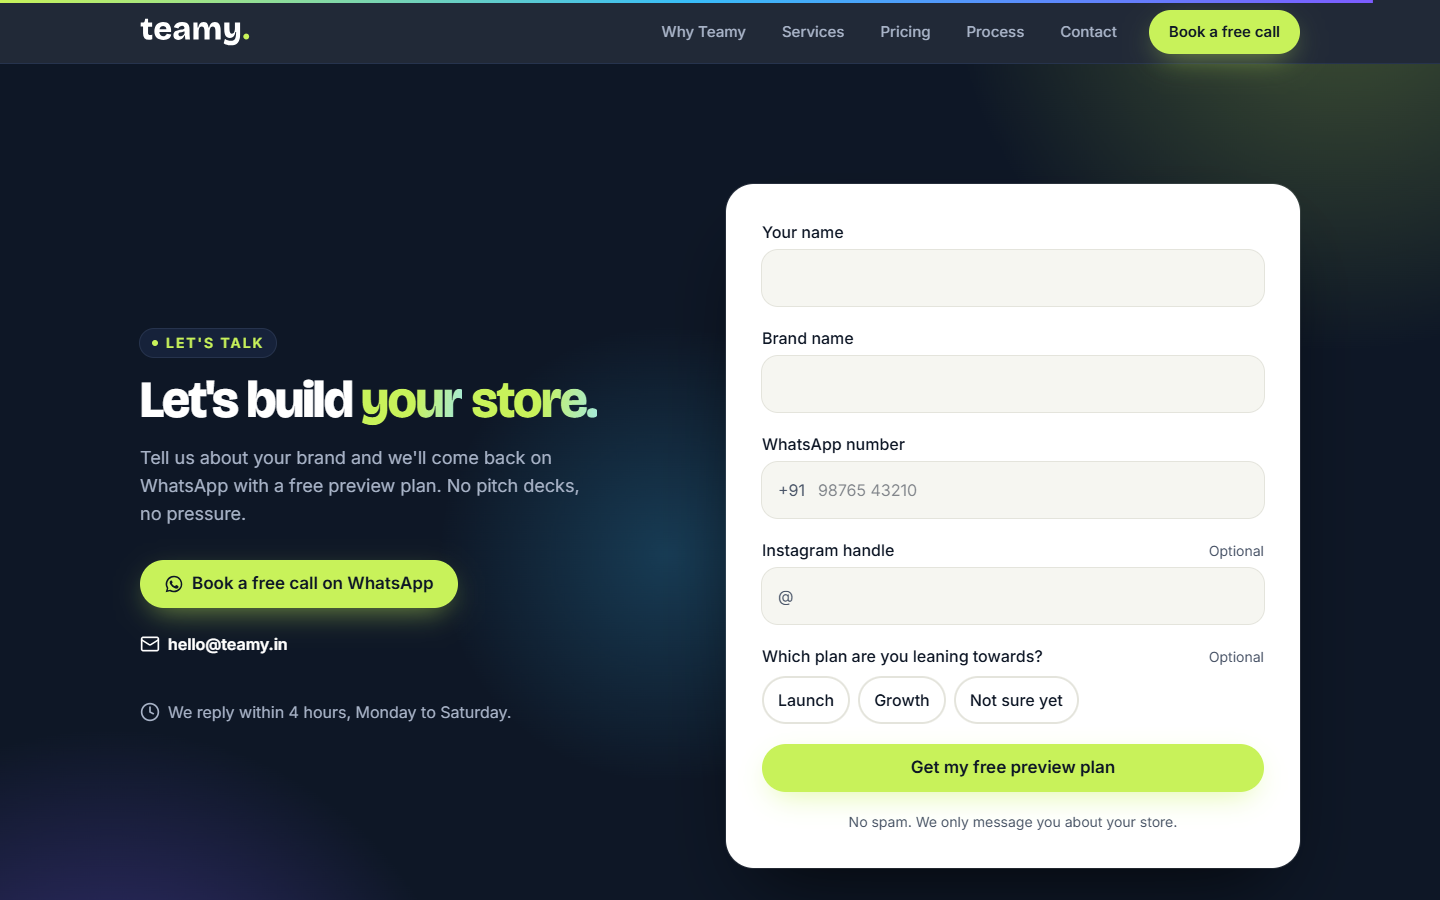 teamy.
Why Teamy
Services
Pricing
Process
Contact
Book a free call
LET'S TALK
Let's build your store.
Tell us about your brand and we'll come back on
WhatsApp with a free preview plan. No pitch decks,
no pressure.
Book a free call on WhatsApp
hello@teamy.in
We reply within 4 hours, Monday to Saturday.
Your name
Brand name
WhatsApp number
+91 98765 43210
Instagram handle Optional
@
Which plan are you leaning towards? Optional
Launch
Growth
Not sure yet
Get my free preview plan
No spam. We only message you about your store.